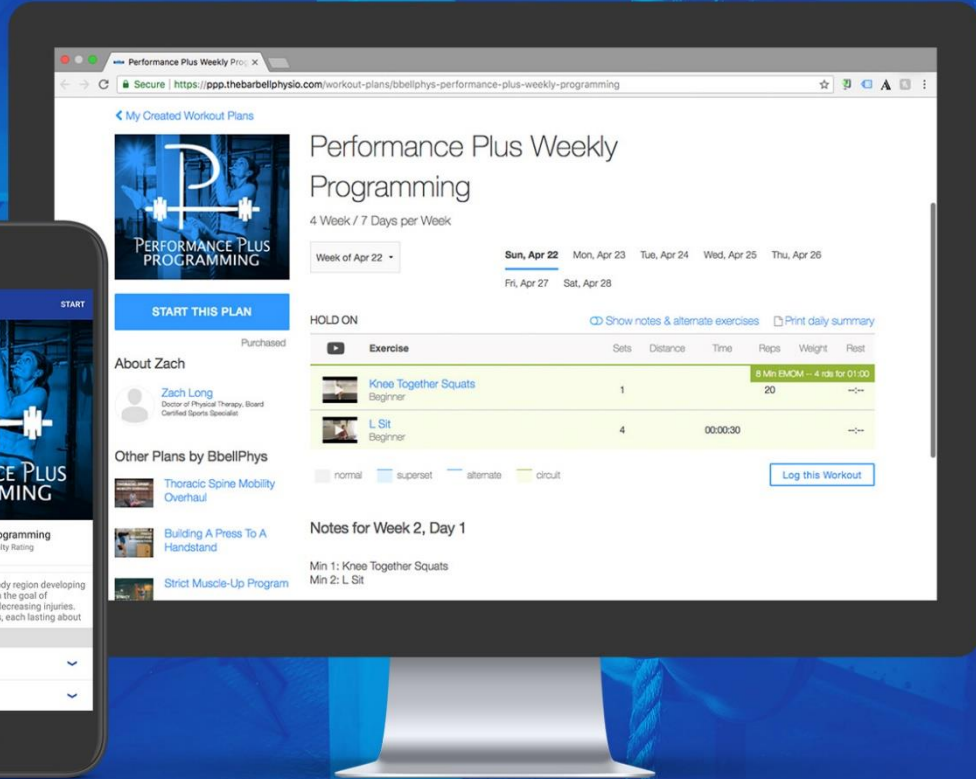 Performance Plus Weekly Pro
Secure | https://ppp.thebarbellphysio.com/workout-plans/bbellphys-performance-plus-weekly-programming
My Created Workout Plans
P
PERFORMANCE PLUS
PROGRAMMING
START THIS PLAN
Purchased
About Zach
Zach Long
Doctor of Physical Therapy, Board
Certified Sports Specialist
Other Plans by BbellPhys
Thoracic Spine Mobility
Overhaul
Building A Press To A
Handstand
Strict Muscle-Up Program
Performance Plus Weekly
Programming
4 Week / 7 Days per Week
Week of Apr 22
Sun, Apr 22 Mon, Apr 23 Tue, Apr 24 Wed, Apr 25 Thu, Apr 26
Fri, Apr 27 Sat, Apr 28
HOLD ON Show notes & alternate exercises Print daily summary
Exercise Sets Distance Time Reps Weight Rest
8 Min EMOM -- 4 rds for 01:00
Knee Together Squats 1 20 --:--
Beginner
L Sit 4 00:00:30 --:--
Beginner
normal superset alternate circuit
Log this Workout
Notes for Week 2, Day 1
Min 1: Knee Together Squats
Min 2: L Sit
START
CE PLUS
MING
ogramming
lty Rating
dy region developing
the goal of
decreasing injuries.
s, each lasting about